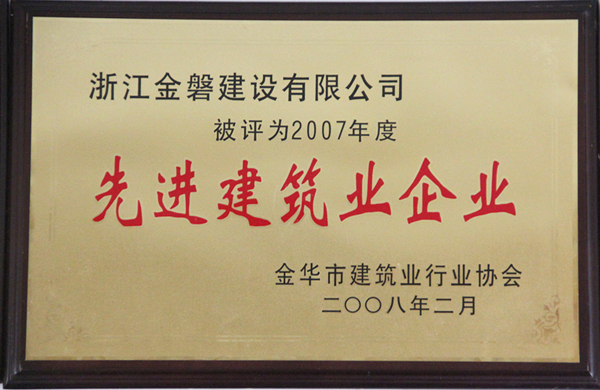 浙江金磐建设有限公司
被评为2007年度
先进建筑业企业
金华市建筑业行业协会
二〇〇八年二月